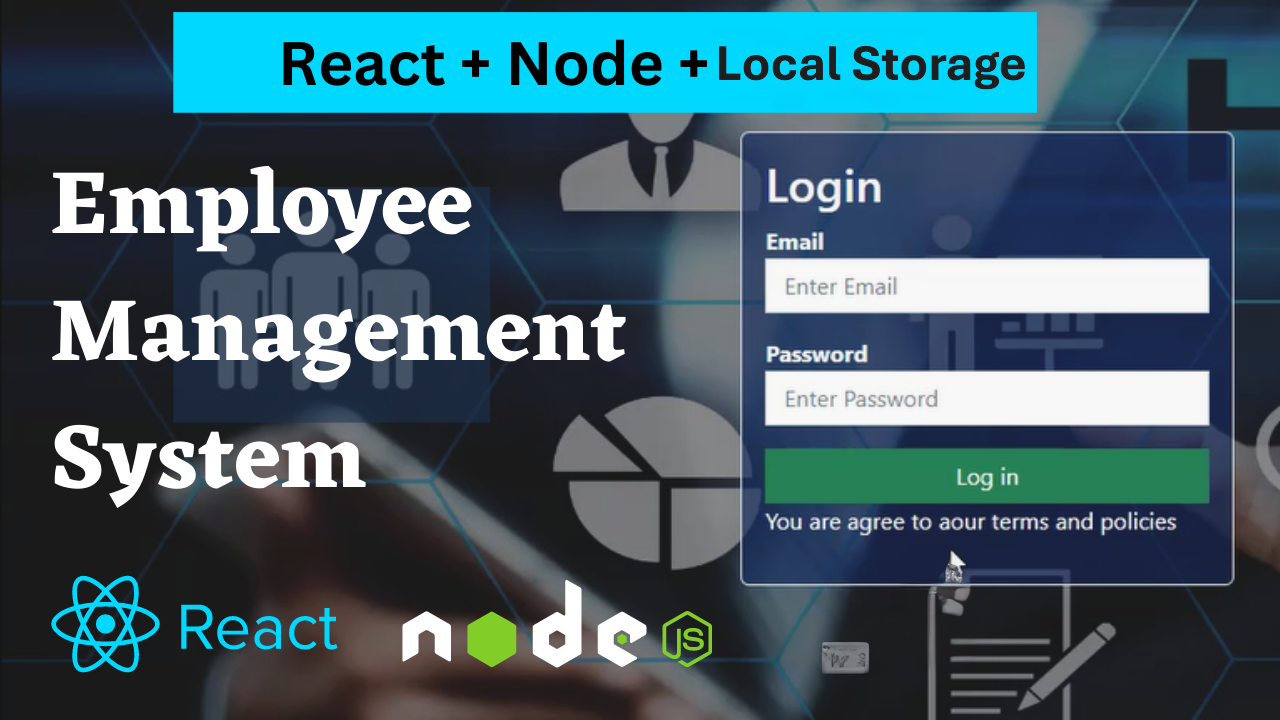 React + Node + Local Storage
Employee
Management
System
Login
Email
Enter Email
Password
Enter Password
Log in
You are agree to aour terms and policies
React
node
JS